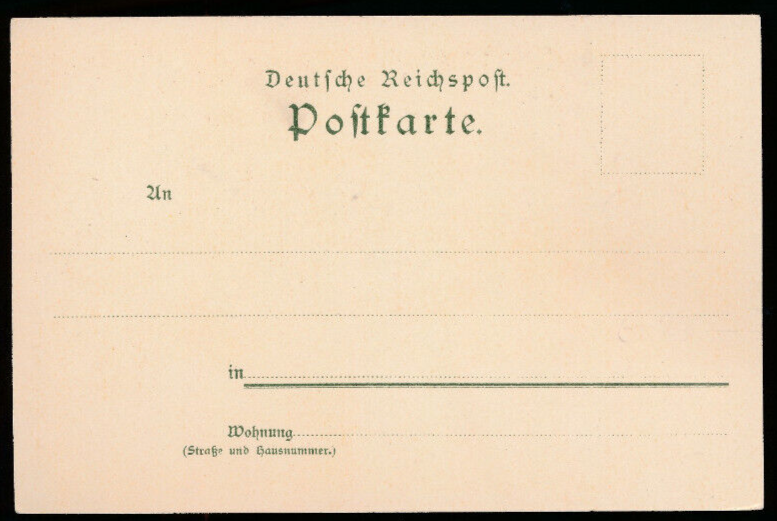 Deutsche Reichspost.
Postkarte.
An
in
Wohnung
(Straße und Hausnummer.)